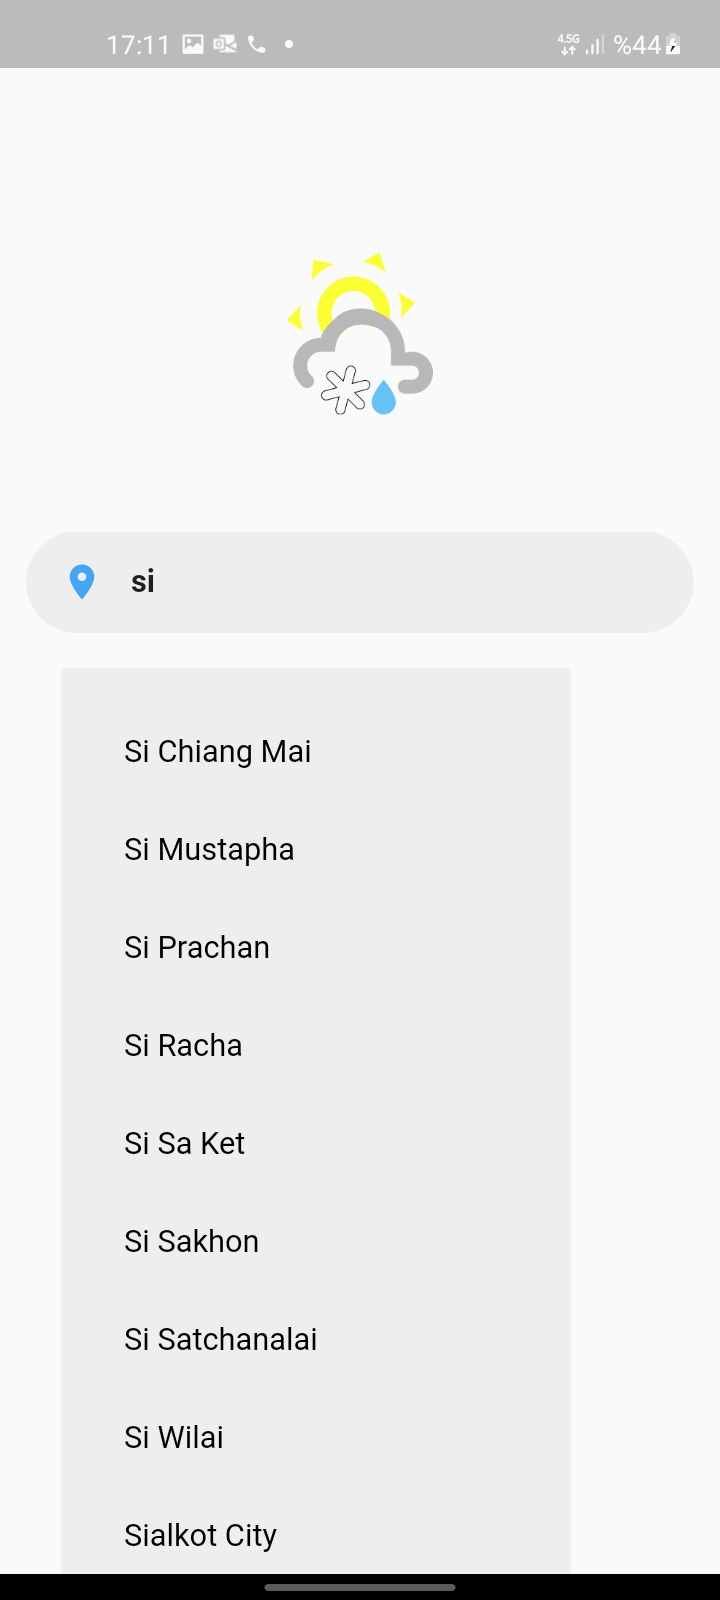 17:11 4.5G %44
si
Si Chiang Mai
Si Mustapha
Si Prachan
Si Racha
Si Sa Ket
Si Sakhon
Si Satchanalai
Si Wilai
Sialkot City